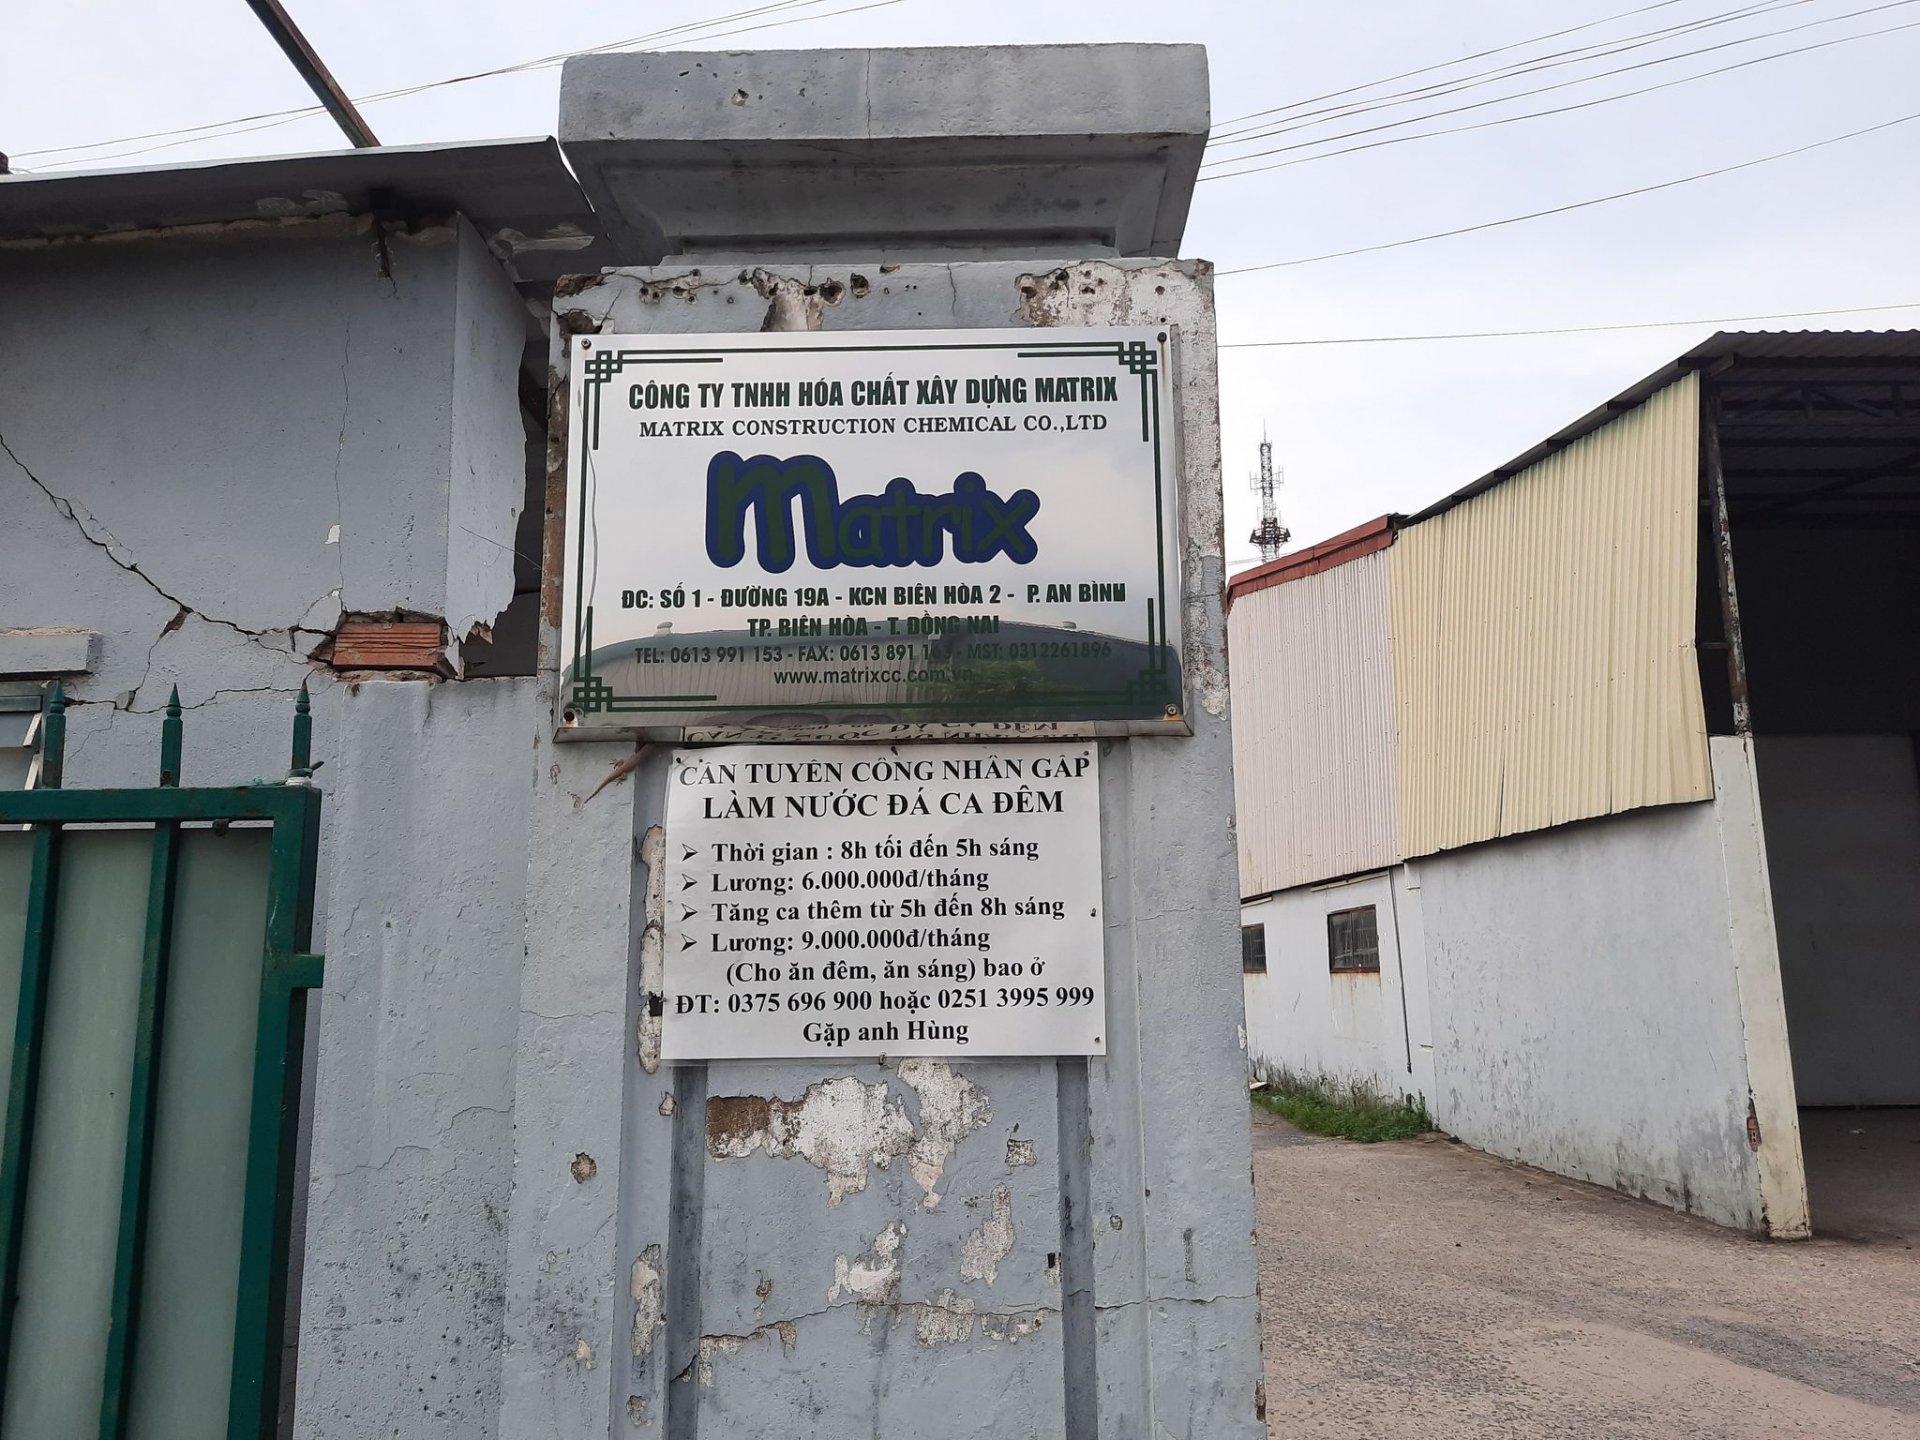 CÔNG TY TNHH HÓA CHẤT XÂY DỰNG MATRIX
MATRIX CONSTRUCTION CHEMICAL CO.,LTD
matrix
ĐC: SỐ 1 - ĐƯỜNG 19A - KCN BIÊN HÒA 2 - P. AN BÌNH
TP. BIÊN HÒA - T. ĐỒNG NAI
TEL: 0613 991 153 - FAX: 0613 891 163 - MST: 0312261896
www.matrixcc.com.vn
CẦN TUYỂN CÔNG NHÂN GẤP
LÀM NƯỚC ĐÁ CA ĐÊM
➢ Thời gian : 8h tối đến 5h sáng
➢ Lương: 6.000.000đ/tháng
➢ Tăng ca thêm từ 5h đến 8h sáng
➢ Lương: 9.000.000đ/tháng
(Cho ăn đêm, ăn sáng) bao ở
ĐT: 0375 696 900 hoặc 0251 3995 999
Gặp anh Hùng